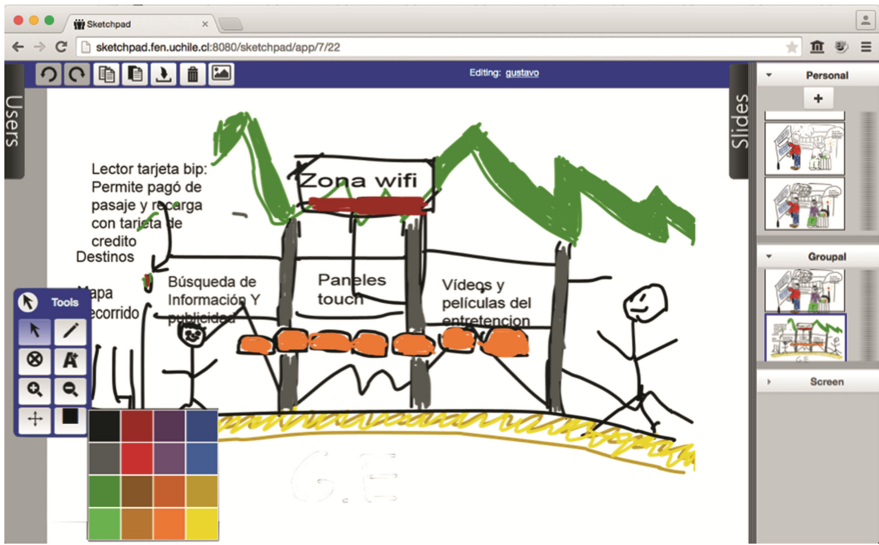 Sketchpad
sketchpad.fen.uchile.cl:8080/sketchpad/app/7/22
Editing: gustavo
Users
Slides
Personal
Groupal
Screen
Lector tarjeta bip:
Permite pagó de
pasaje y recarga
con tarjeta de
credito
Destinos
Mapa
ecorrido
Zona wifi
Búsqueda de
Información Y
publicidad
Paneles
touch
Vídeos y
películas del
entretencion
Tools
A
G.E